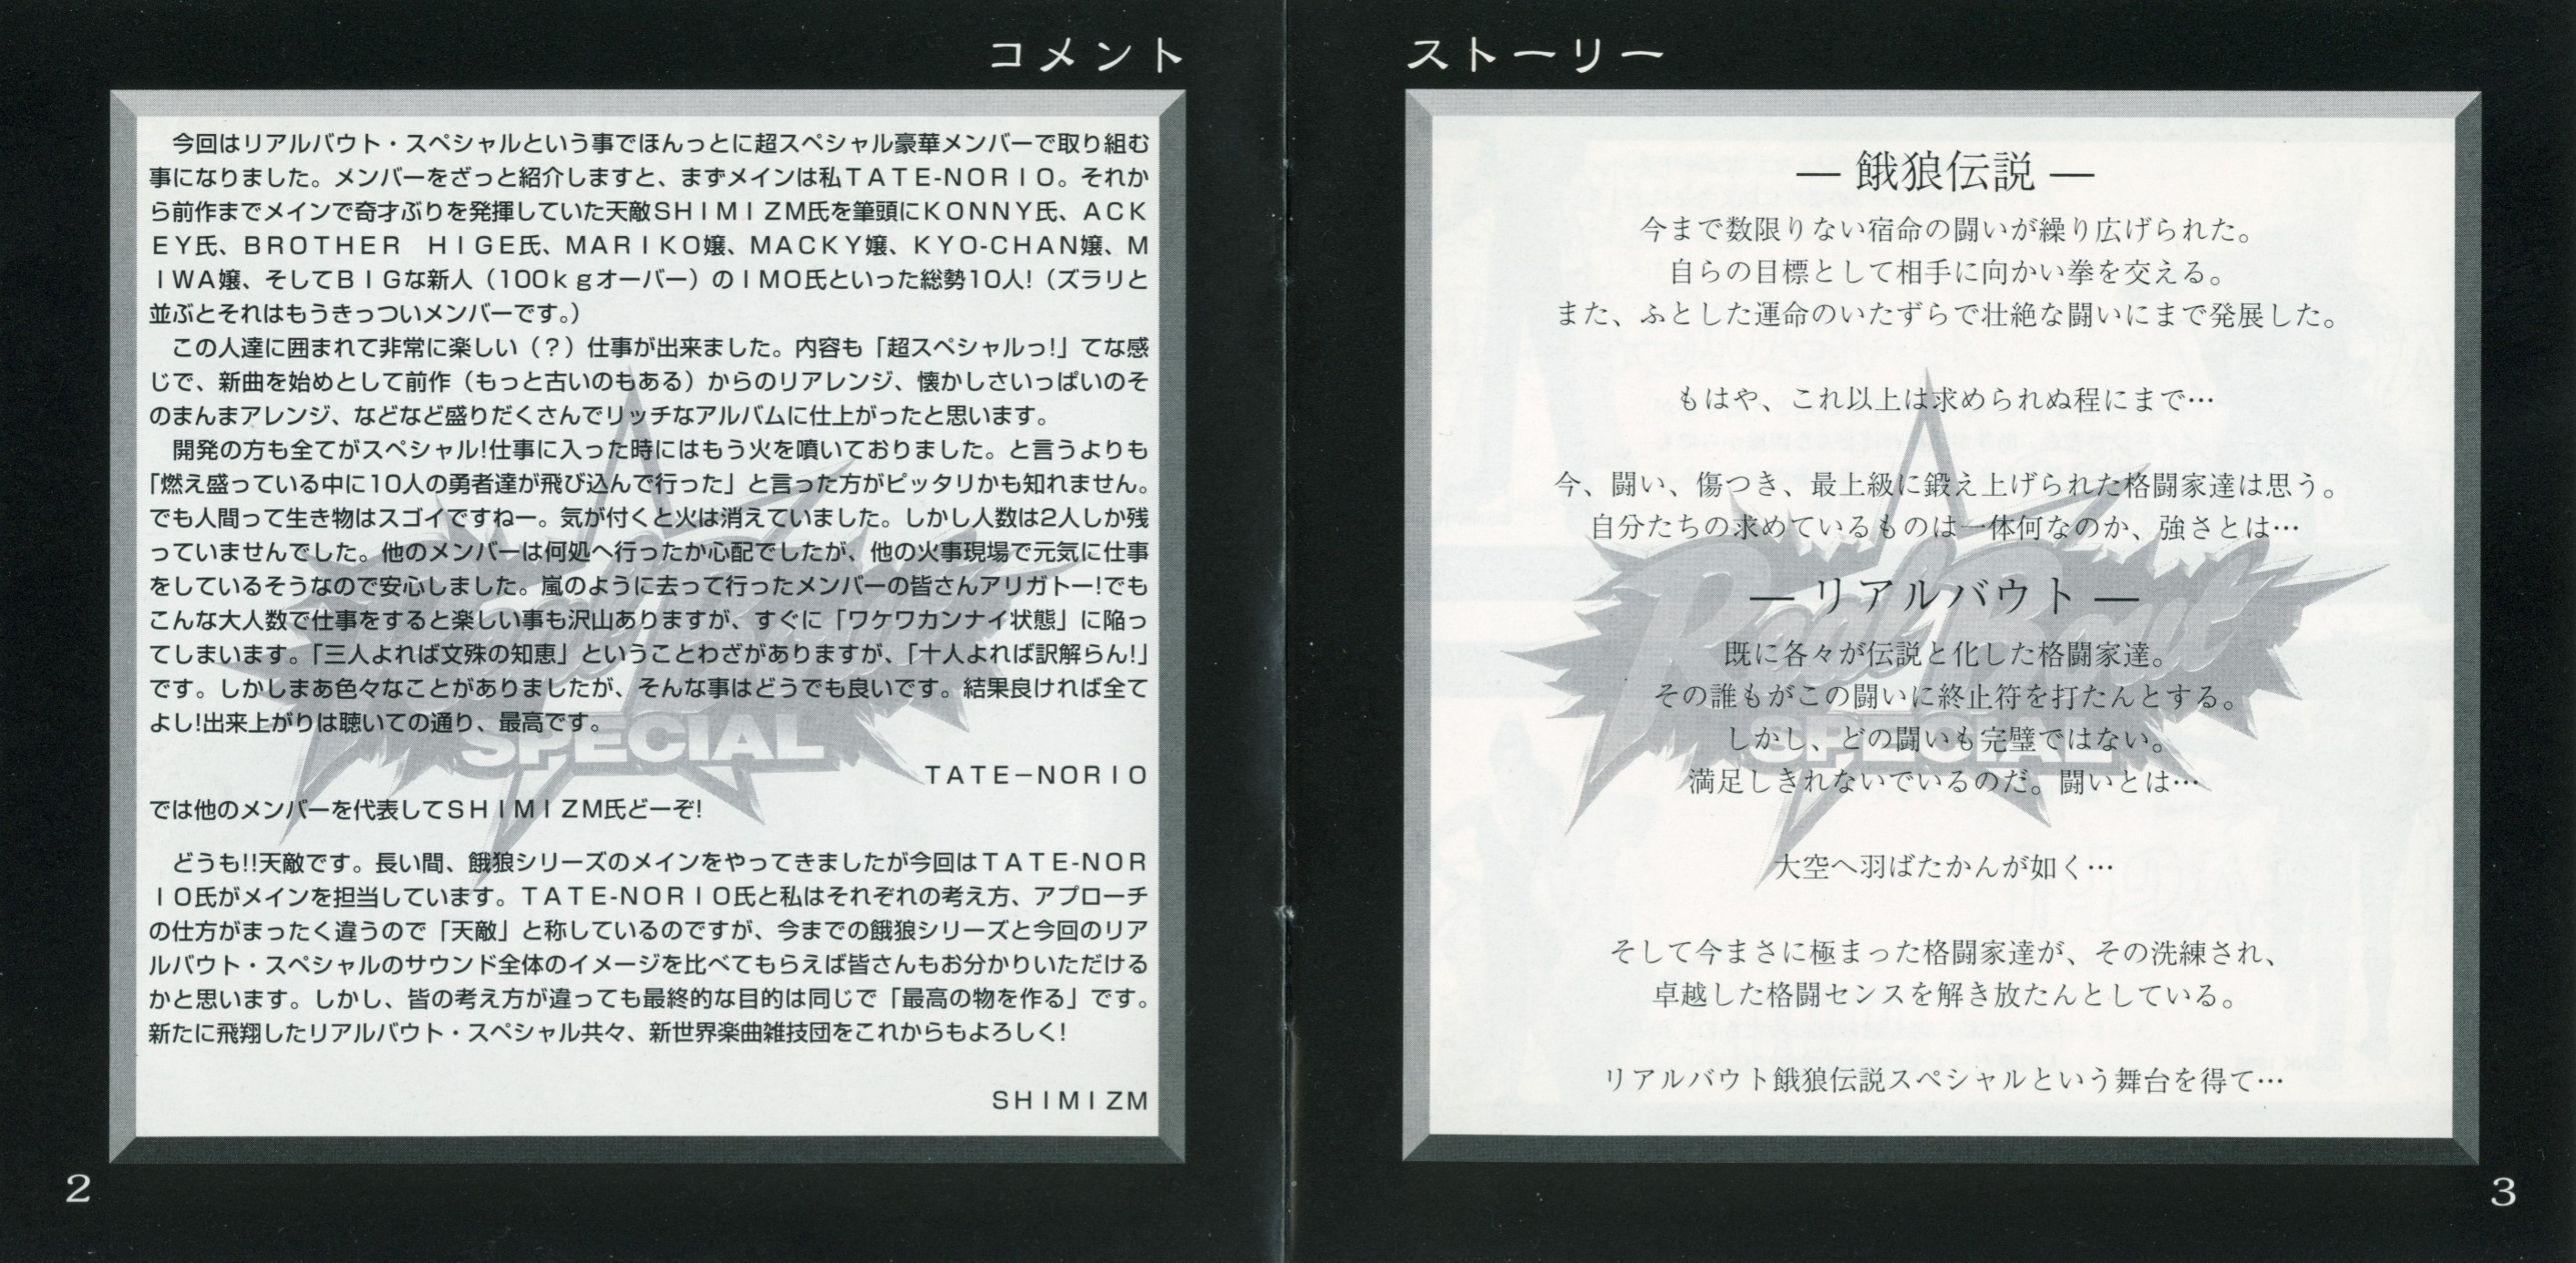 コメント
今回はリアルバウト・スペシャルという事でほんっとに超スペシャル豪華メンバーで取り組む
事になりました。メンバーをざっと紹介しますと、まずメインは私TATE-NORIO。それか
ら前作までメインで奇才ぶりを発揮していた天敵SHIMIZM氏を筆頭にKONNY氏、ACK
EY氏、BROTHER HIGE氏、MARIKO嬢、MACKY嬢、KYO-CHAN嬢、M
IWA嬢、そしてBIGな新人（100kgオーバー）のIMO氏といった総勢10人!（ズラリと
並ぶとそれはもうきっついメンバーです。）
この人達に囲まれて非常に楽しい（？）仕事が出来ました。内容も「超スペシャルっ!」てな感
じで、新曲を始めとして前作（もっと古いのもある）からのリアレンジ、懐かしさいっぱいのそ
のまんまアレンジ、などなど盛りだくさんでリッチなアルバムに仕上がったと思います。
開発の方も全てがスペシャル!仕事に入った時にはもう火を噴いておりました。と言うよりも
「燃え盛っている中に10人の勇者達が飛び込んで行った」と言った方がピッタリかも知れません。
でも人間って生き物はスゴイですねー。気が付くと火は消えていました。しかし人数は2人しか残
っていませんでした。他のメンバーは何処へ行ったか心配でしたが、他の火事現場で元気に仕事
をしているそうなので安心しました。嵐のように去って行ったメンバーの皆さんアリガトー!でも
こんな大人数で仕事をすると楽しい事も沢山ありますが、すぐに「ワケワカンナイ状態」に陥っ
てしまいます。「三人よれば文殊の知恵」ということわざがありますが、「十人よれば訳解らん!」
です。しかしまあ色々なことがありましたが、そんな事はどうでも良いです。結果良ければ全て
よし!出来上がりは聴いての通り、最高です。
TATE－NORIO
では他のメンバーを代表してSHIMIZM氏どーぞ!
どうも!!天敵です。長い間、餓狼シリーズのメインをやってきましたが今回はTATE-NOR
IO氏がメインを担当しています。TATE-NORIO氏と私はそれぞれの考え方、アプローチ
の仕方がまったく違うので「天敵」と称しているのですが、今までの餓狼シリーズと今回のリア
ルバウト・スペシャルのサウンド全体のイメージを比べてもらえば皆さんもお分かりいただける
かと思います。しかし、皆の考え方が違っても最終的な目的は同じで「最高の物を作る」です。
新たに飛翔したリアルバウト・スペシャル共々、新世界楽曲雑技団をこれからもよろしく!
SHIMIZM
Real Bout
SPECIAL
2
ストーリー
― 餓狼伝説 ―
今まで数限りない宿命の闘いが繰り広げられた。
自らの目標として相手に向かい拳を交える。
また、ふとした運命のいたずらで壮絶な闘いにまで発展した。
もはや、これ以上は求められぬ程にまで…
今、闘い、傷つき、最上級に鍛え上げられた格闘家達は思う。
自分たちの求めているものは一体何なのか、強さとは…
― リアルバウト ―
既に各々が伝説と化した格闘家達。
その誰もがこの闘いに終止符を打たんとする。
しかし、どの闘いも完璧ではない。
満足しきれないでいるのだ。闘いとは…
大空へ羽ばたかんが如く…
そして今まさに極まった格闘家達が、その洗練され、
卓越した格闘センスを解き放たんとしている。
リアルバウト餓狼伝説スペシャルという舞台を得て…
Real Bout
SPECIAL
3